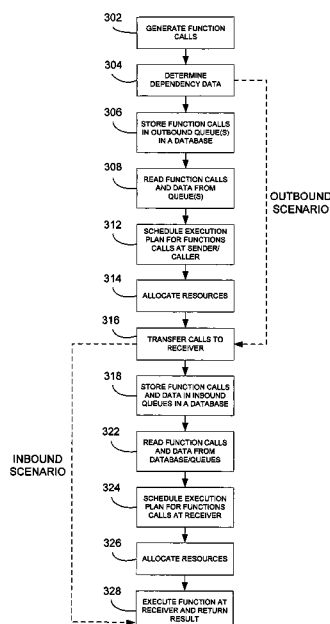 302
GENERATE FUNCTION
CALLS
304
DETERMINE
DEPENDENCY DATA
306
STORE FUNCTION CALLS
IN OUTBOUND QUEUE(S)
IN A DATABASE
308
READ FUNCTION CALLS
AND DATA FROM
QUEUE(S)
OUTBOUND
SCENARIO
312
SCHEDULE EXECUTION
PLAN FOR FUNCTIONS
CALLS AT SENDER/
CALLER
314
ALLOCATE RESOURCES
316
TRANSFER CALLS TO
RECEIVER
318
STORE FUNCTION CALLS
AND DATA IN INBOUND
QUEUES IN A DATABASE
INBOUND
SCENARIO
322
READ FUNCTION CALLS
AND DATA FROM
DATABASE/QUEUES
324
SCHEDULE EXECUTION
PLAN FOR FUNCTIONS
CALLS AT RECEIVER
326
ALLOCATE RESOURCES
328
EXECUTE FUNCTION AT
RECEIVER AND RETURN
RESULT